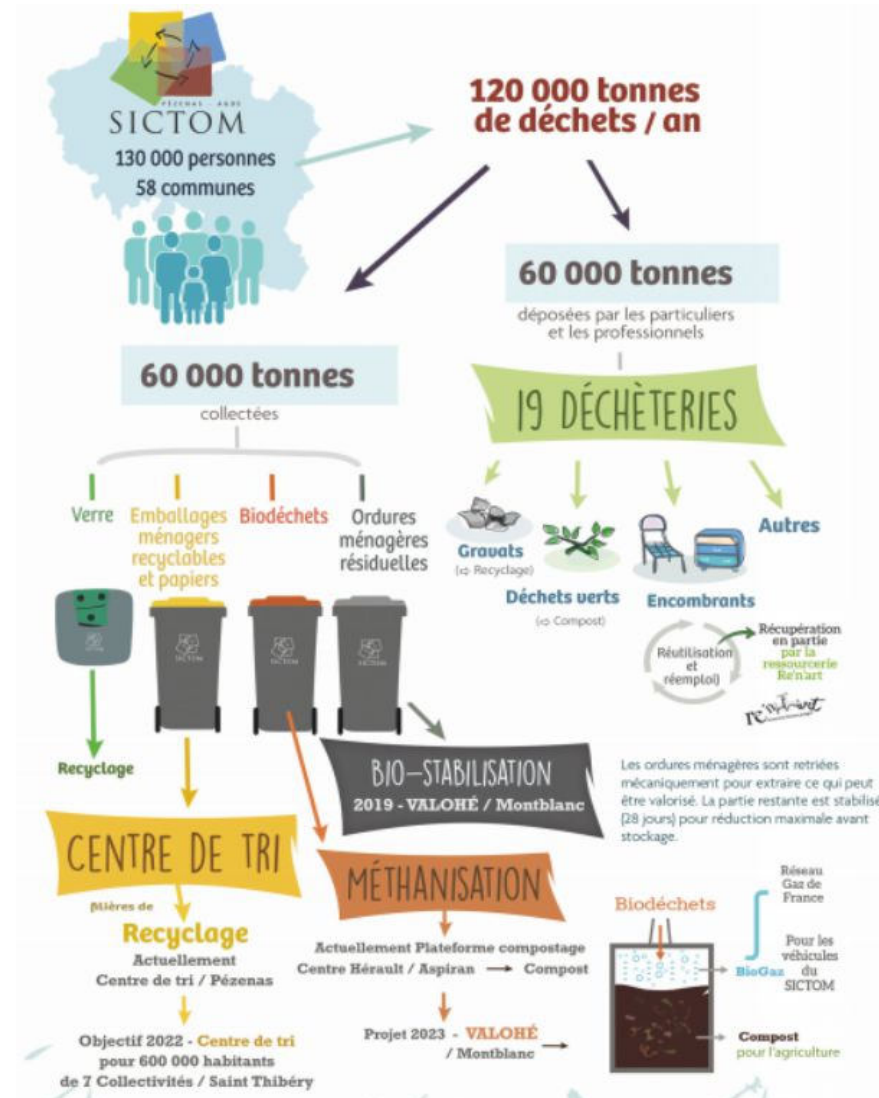 PÉZENAS - AGDE
SICTOM
130 000 personnes
58 communes
120 000 tonnes
de déchets / an
60 000 tonnes
déposées par les particuliers
et les professionnels
19 DÉCHÈTERIES
Gravats
(⇨ Recyclage)
Déchets verts
(⇨ Compost)
Encombrants
Autres
Réutilisation
et
réemploi)
Récupération
en partie
par la
ressourcerie
Re'n'art
60 000 tonnes
collectées
Verre
Emballages
ménagers
recyclables
et papiers
Biodéchets
Ordures
ménagères
résiduelles
SICTOM
SICTOM
SICTOM
Recyclage
BIO-STABILISATION
2019 - VALOHÉ / Montblanc
Les ordures ménagères sont retriées
mécaniquement pour extraire ce qui peut
être valorisé. La partie restante est stabilisé
(28 jours) pour réduction maximale avant
stockage.
CENTRE DE TRI
filières de
Recyclage
Actuellement
Centre de tri / Pézenas
Objectif 2022 - Centre de tri
pour 600 000 habitants
de 7 Collectivités / Saint Thibéry
MÉTHANISATION
Actuellement Plateforme compostage
Centre Hérault / Aspiran → Compost
Projet 2023 - VALOHÉ
/ Montblanc
Biodéchets
Réseau
Gaz de
France
BioGaz
Pour les
véhicules
du
SICTOM
Compost
pour l'agriculture